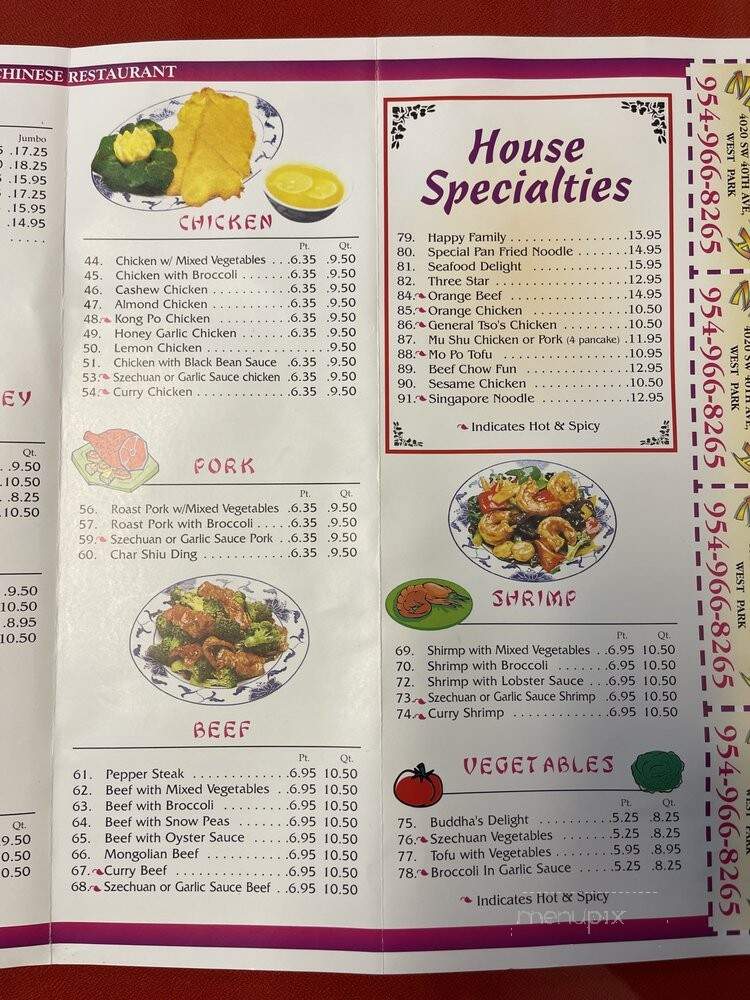 CHINESE RESTAURANT
Jumbo
.17.25
.18.25
.15.95
.17.25
.15.95
.14.95
EY
Qt.
.9.50
.10.50
.8.25
.10.50
.9.50
10.50
.8.95
10.50
Qt.
9.50
0.50
0.50
CHICKEN
Pt. Qt.
44. Chicken w/ Mixed Vegetables . . .6.35 .9.50
45. Chicken with Broccoli . . . . . . .6.35 .9.50
46. Cashew Chicken . . . . . . . . . . .6.35 .9.50
47. Almond Chicken . . . . . . . . . . .6.35 .9.50
48. Kong Po Chicken . . . . . . . . . .6.35 .9.50
49. Honey Garlic Chicken . . . . . . .6.35 .9.50
50. Lemon Chicken . . . . . . . . . . . . . . . . .9.50
51. Chicken with Black Bean Sauce .6.35 .9.50
53. Szechuan or Garlic Sauce chicken .6.35 .9.50
54. Curry Chicken . . . . . . . . . . . .6.35 .9.50
PORK
Pt. Qt.
56. Roast Pork w/Mixed Vegetables .6.35 .9.50
57. Roast Pork with Broccoli . . . . .6.35 .9.50
59. Szechuan or Garlic Sauce Pork . .6.35 .9.50
60. Char Shiu Ding . . . . . . . . . . . .6.35 .9.50
BEEF
Pt. Qt.
61. Pepper Steak . . . . . . . . . . . . .6.95 10.50
62. Beef with Mixed Vegetables . . .6.95 10.50
63. Beef with Broccoli . . . . . . . . .6.95 10.50
64. Beef with Snow Peas . . . . . . .6.95 10.50
65. Beef with Oyster Sauce . . . . .6.95 10.50
66. Mongolian Beef . . . . . . . . . . .6.95 10.50
67. Curry Beef . . . . . . . . . . . . . . .6.95 10.50
68. Szechuan or Garlic Sauce Beef . .6.95 10.50
House
Specialties
79. Happy Family . . . . . . . . . . . . . . . .13.95
80. Special Pan Fried Noodle . . . . . . . .14.95
81. Seafood Delight . . . . . . . . . . . . . .15.95
82. Three Star . . . . . . . . . . . . . . . . . .12.95
84. Orange Beef . . . . . . . . . . . . . . . .14.95
85. Orange Chicken . . . . . . . . . . . . . .10.50
86. General Tso's Chicken . . . . . . . . . .10.50
87. Mu Shu Chicken or Pork (4 pancake) .11.95
88. Mo Po Tofu . . . . . . . . . . . . . . . . .10.95
89. Beef Chow Fun . . . . . . . . . . . . . .12.95
90. Sesame Chicken . . . . . . . . . . . . .10.50
91. Singapore Noodle . . . . . . . . . . . .12.95
Indicates Hot & Spicy
SHRIMP
Pt. Qt.
69. Shirmp with Mixed Vegetables . .6.95 10.50
70. Shrimp with Broccoli . . . . . . .6.95 10.50
72. Shrimp with Lobster Sauce . . .6.95 10.50
73. Szechuan or Garlic Sauce Shrimp .6.95 10.50
74. Curry Shrimp . . . . . . . . . . . .6.95 10.50
VEGETABLES
Pt. Qt.
75. Buddha's Delight . . . . . . . . . .5.25 .8.25
76. Szechuan Vegetables . . . . . . .5.25 .8.25
77. Tofu with Vegetables . . . . . . .5.95 .8.95
78. Broccoli In Garlic Sauce . . . . .5.25 .8.25
Indicates Hot & Spicy
menupix
4020 SW 40TH AVE,
WEST PARK
954-966-8265
4020 SW 40TH AVE,
WEST PARK
954-966-8265
WEST PARK
954-966-8265
WEST PARK
954-966-8265